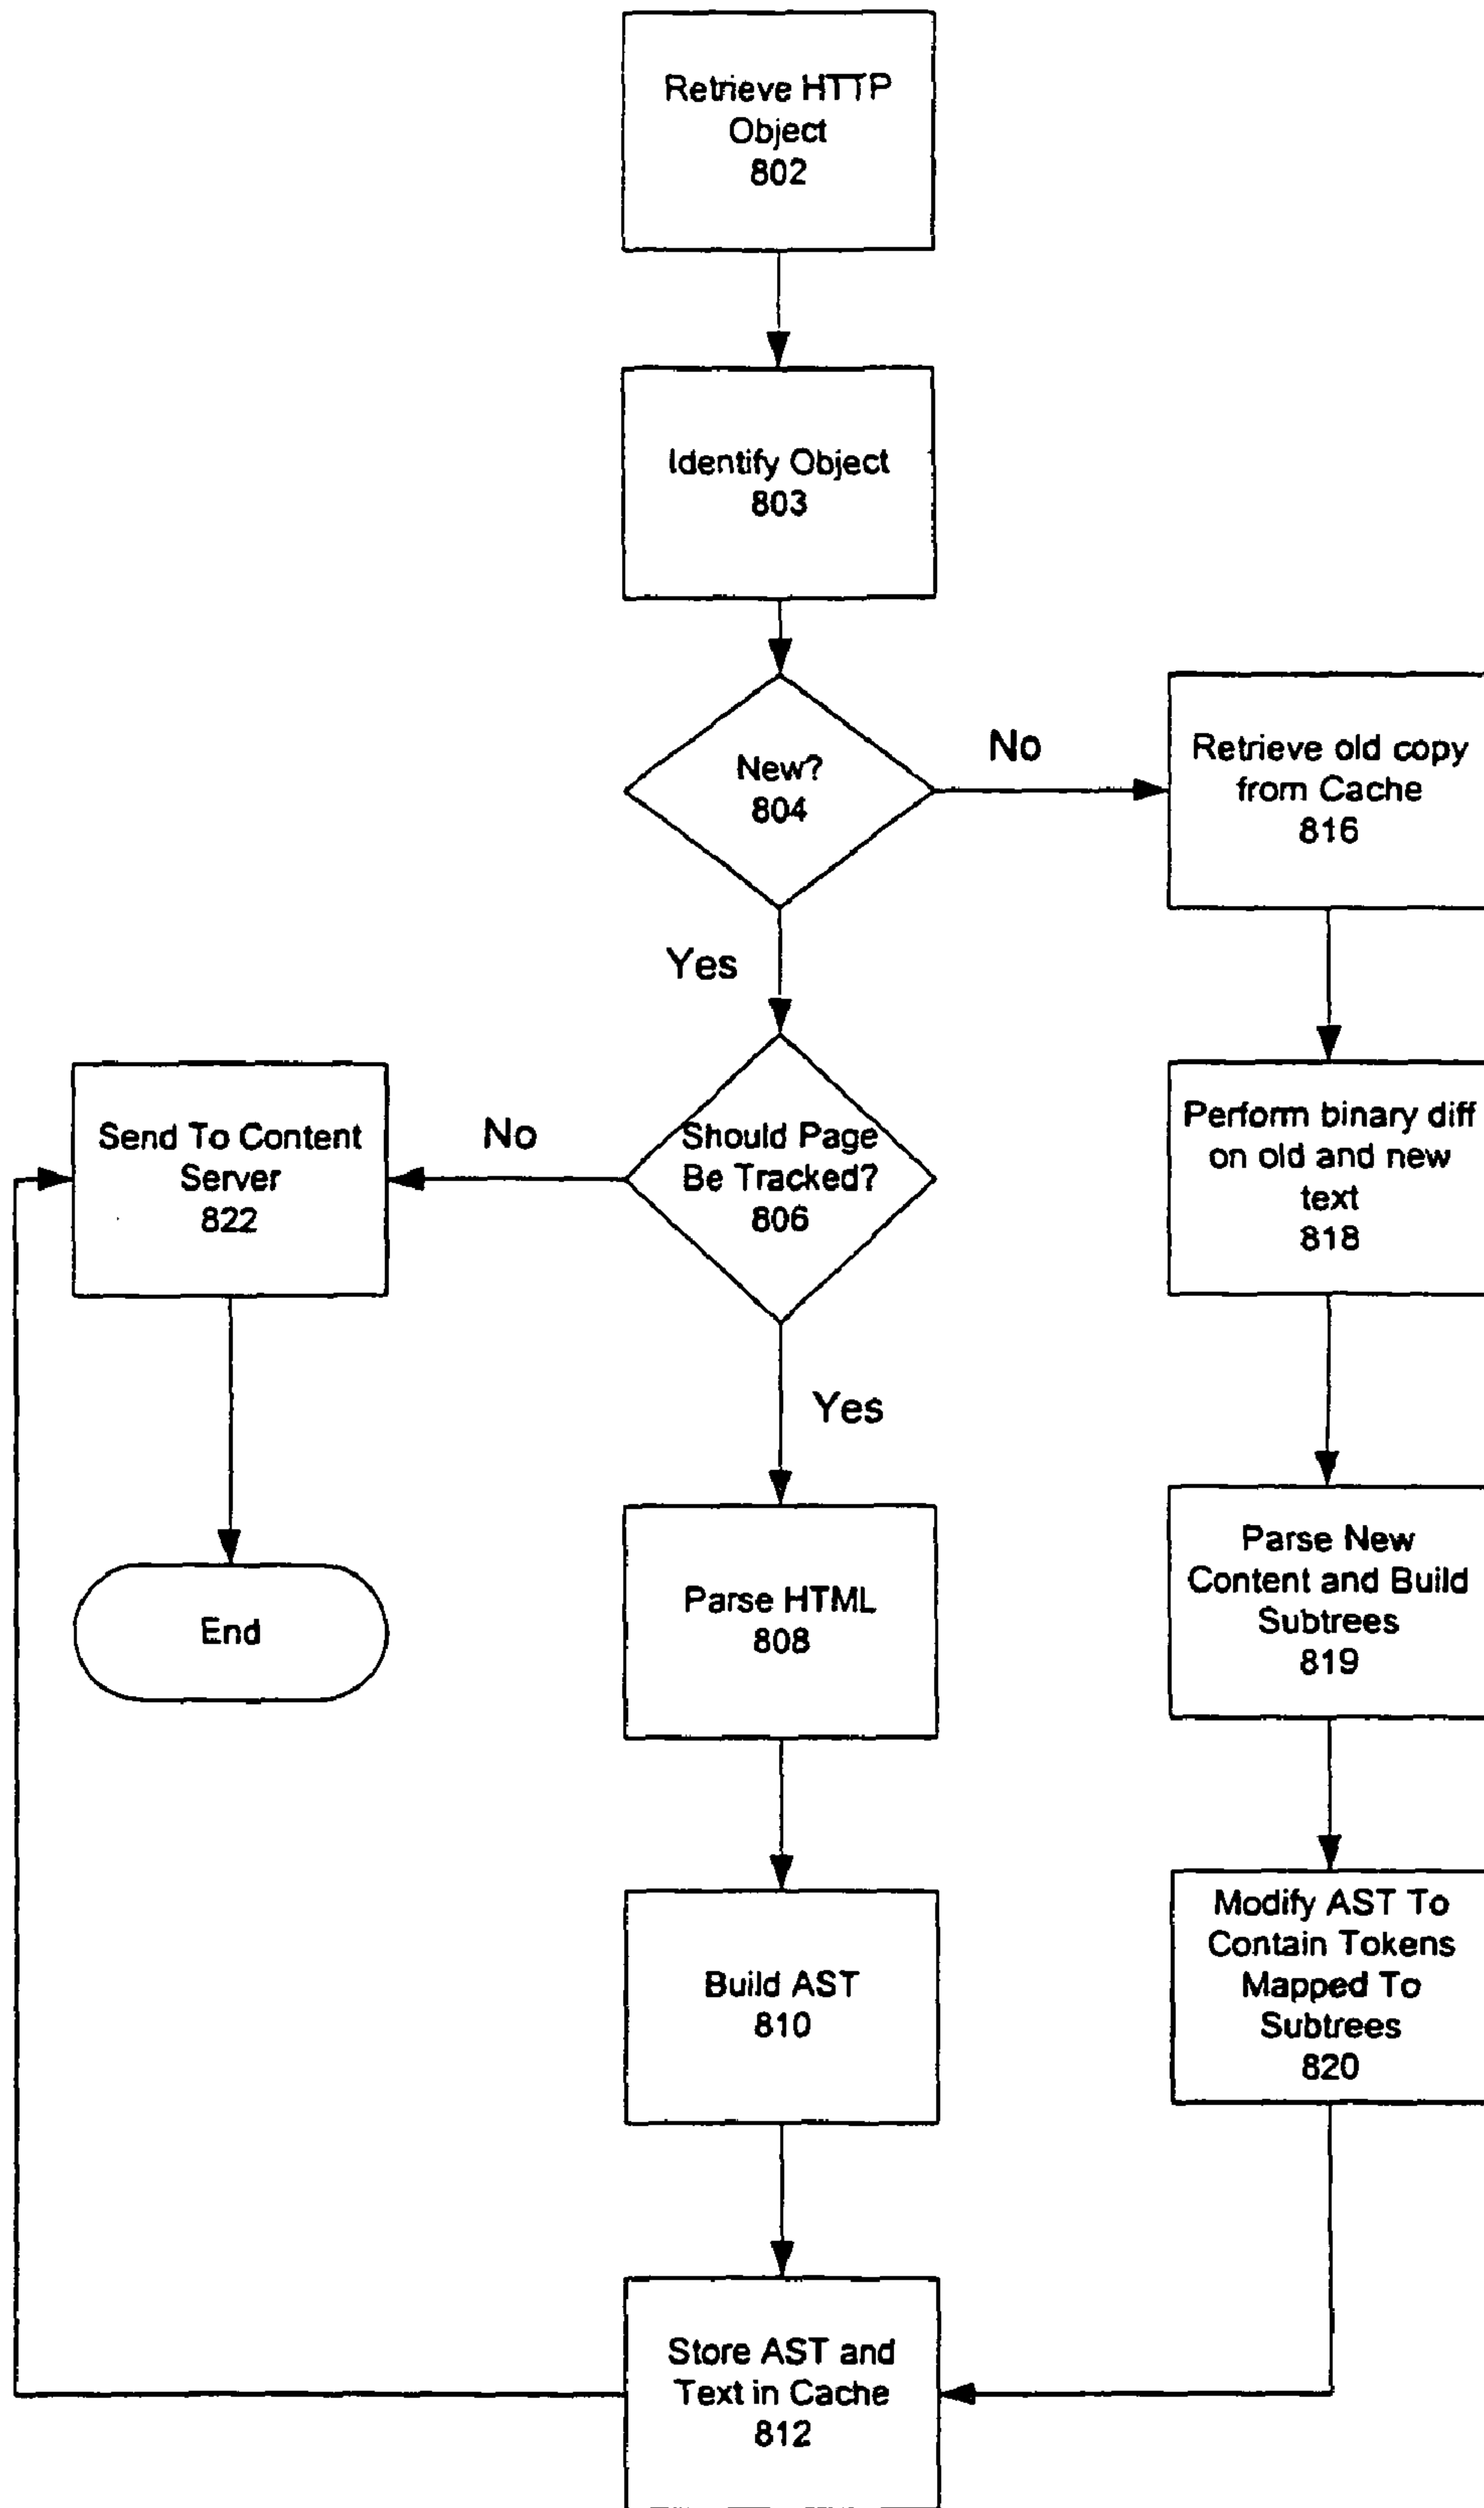 Retrieve HTTP
Object
802
Identify Object
803
New?
804
No
Retrieve old copy
from Cache
816
Yes
Send To Content
Server
822
No
Should Page
Be Tracked?
806
Perform binary diff
on old and new
text
818
Yes
End
Parse HTML
808
Parse New
Content and Build
Subtrees
819
Build AST
810
Modify AST To
Contain Tokens
Mapped To
Subtrees
820
Store AST and
Text in Cache
812